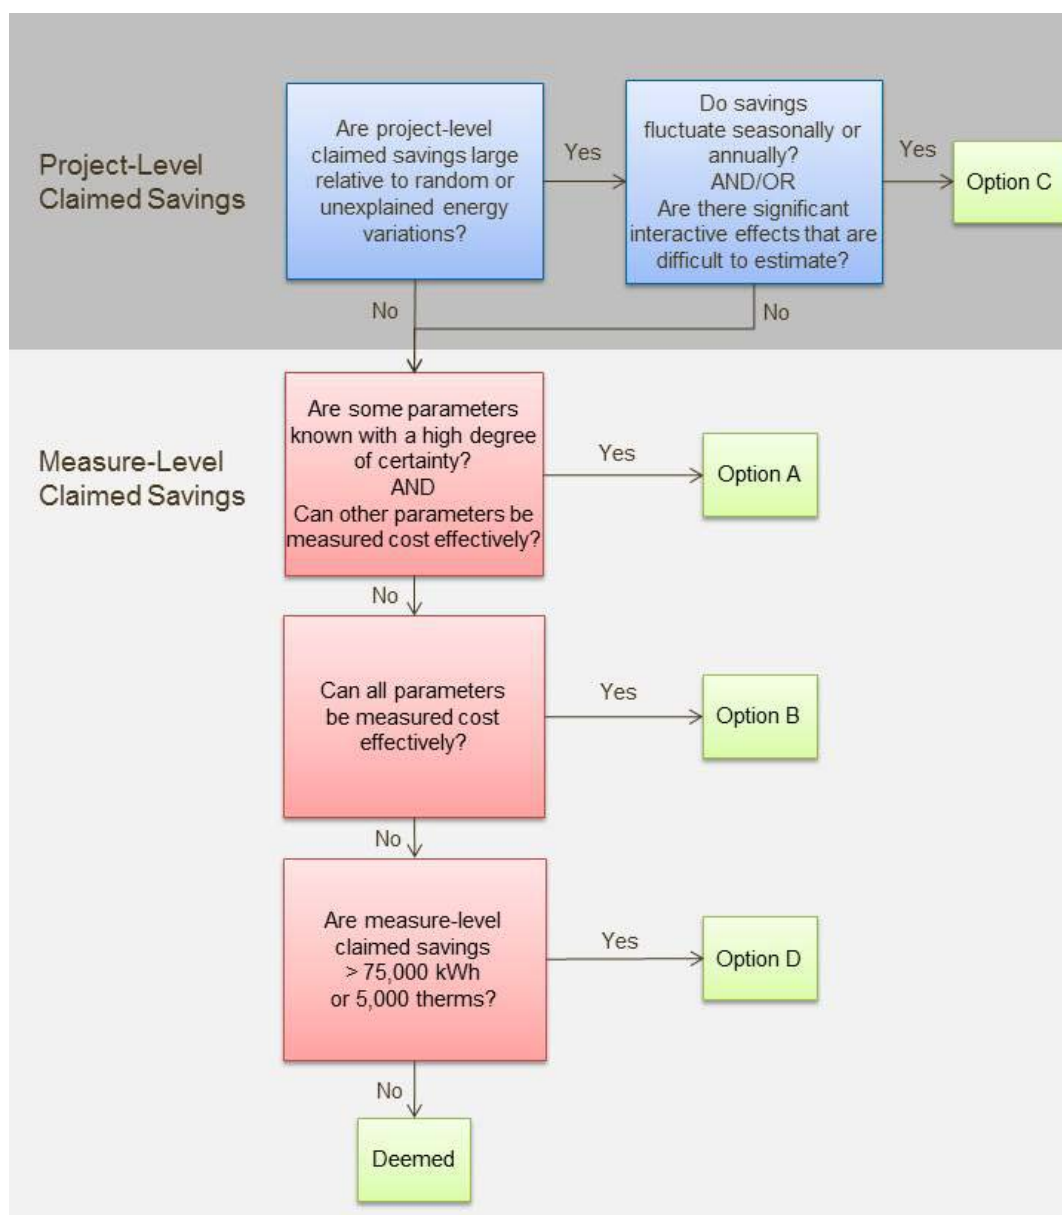 Project-Level
Claimed Savings
Are project-level
claimed savings large
relative to random or
unexplained energy
variations?
Yes
Do savings
fluctuate seasonally or
annually?
AND/OR
Are there significant
interactive effects that are
difficult to estimate?
Yes
Option C
No
No
Measure-Level
Claimed Savings
Are some parameters
known with a high degree
of certainty?
AND
Can other parameters be
measured cost effectively?
Yes
Option A
No
Can all parameters
be measured cost
effectively?
Yes
Option B
No
Are measure-level
claimed savings
> 75,000 kWh
or 5,000 therms?
Yes
Option D
No
Deemed